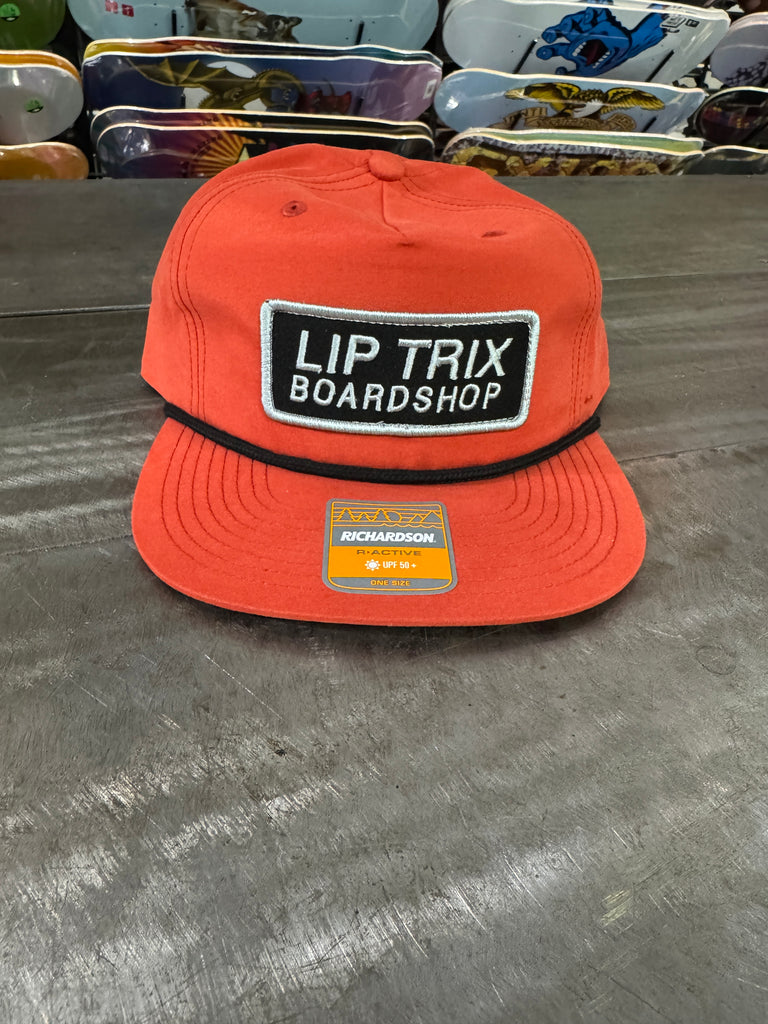 LIP TRIX
BOARDSHOP
RICHARDSON
R•ACTIVE
UPF 50+
ONE SIZE